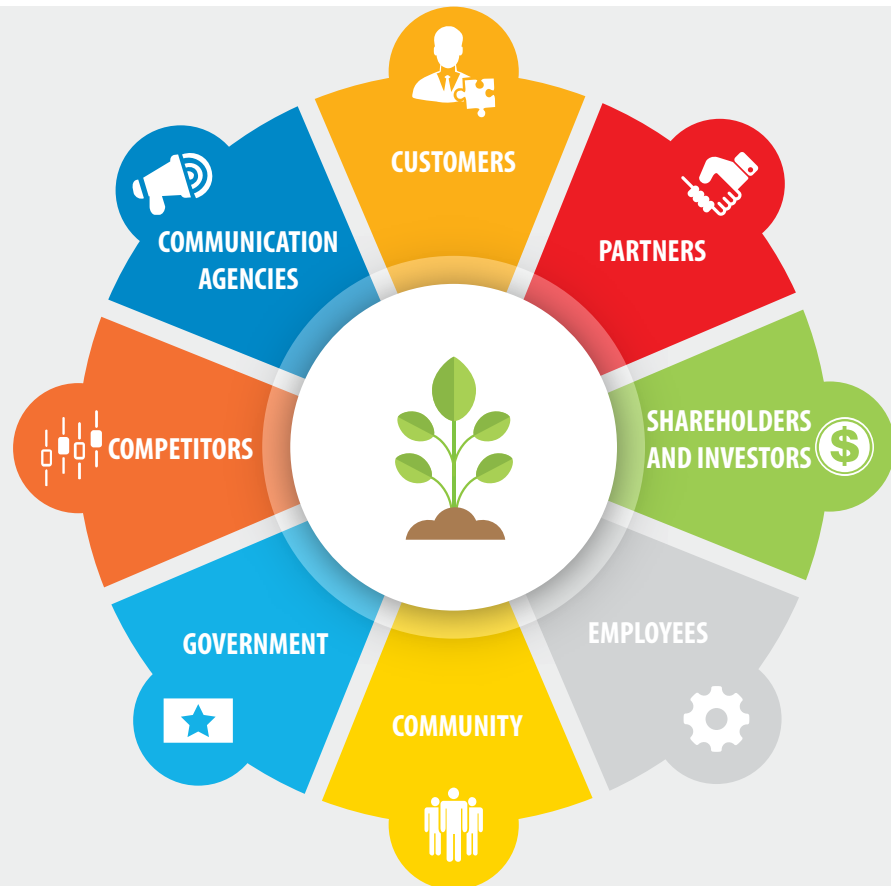 CUSTOMERS
PARTNERS
SHAREHOLDERS
AND INVESTORS
$
EMPLOYEES
COMMUNITY
GOVERNMENT
COMPETITORS
COMMUNICATION
AGENCIES